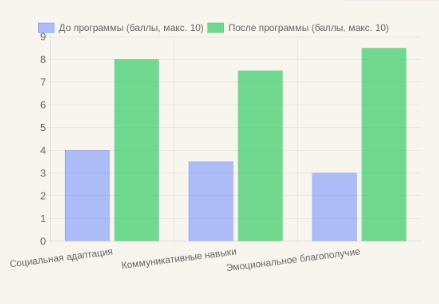 До программы (баллы, макс. 10) После программы (баллы, макс. 10)
9
8
7
6
5
4
3
2
1
0
Социальная адаптация
Коммуникативные навыки
Эмоциональное благополучие